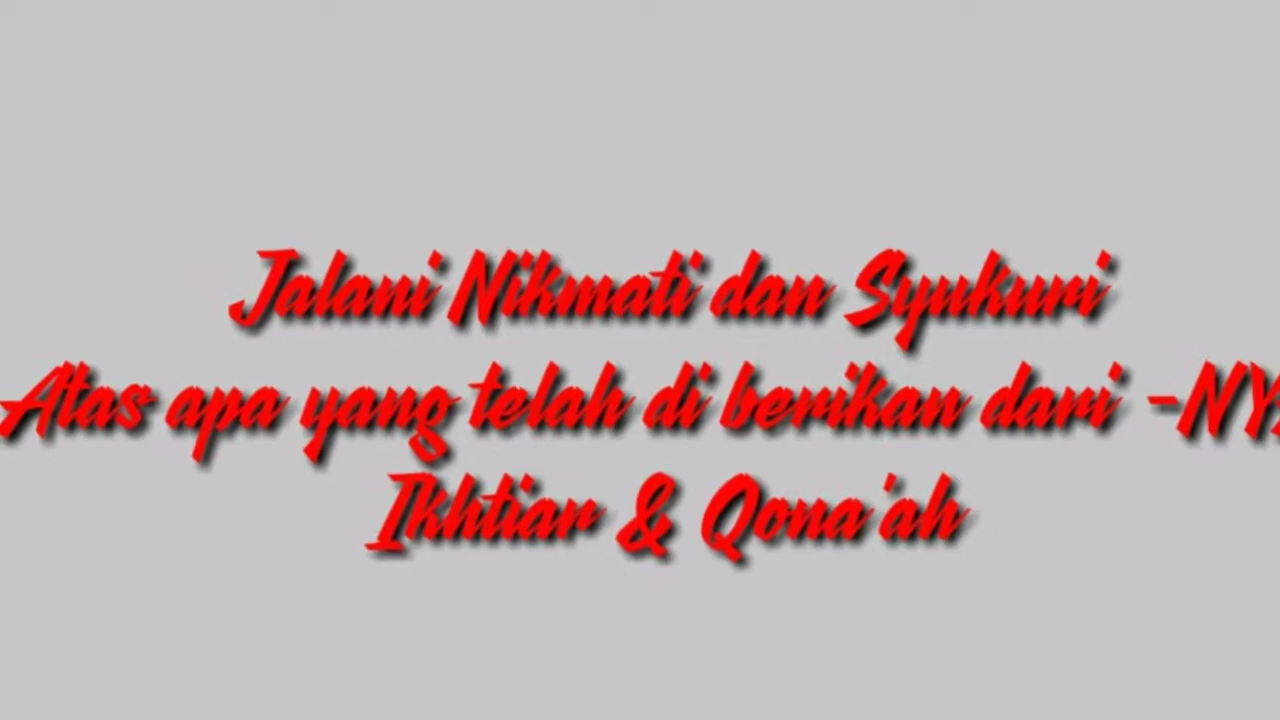 Jalani Nikmati dan Syukuri
Atas apa yang telah di berikan dari -NY
Ikhtiar & Qona'ah